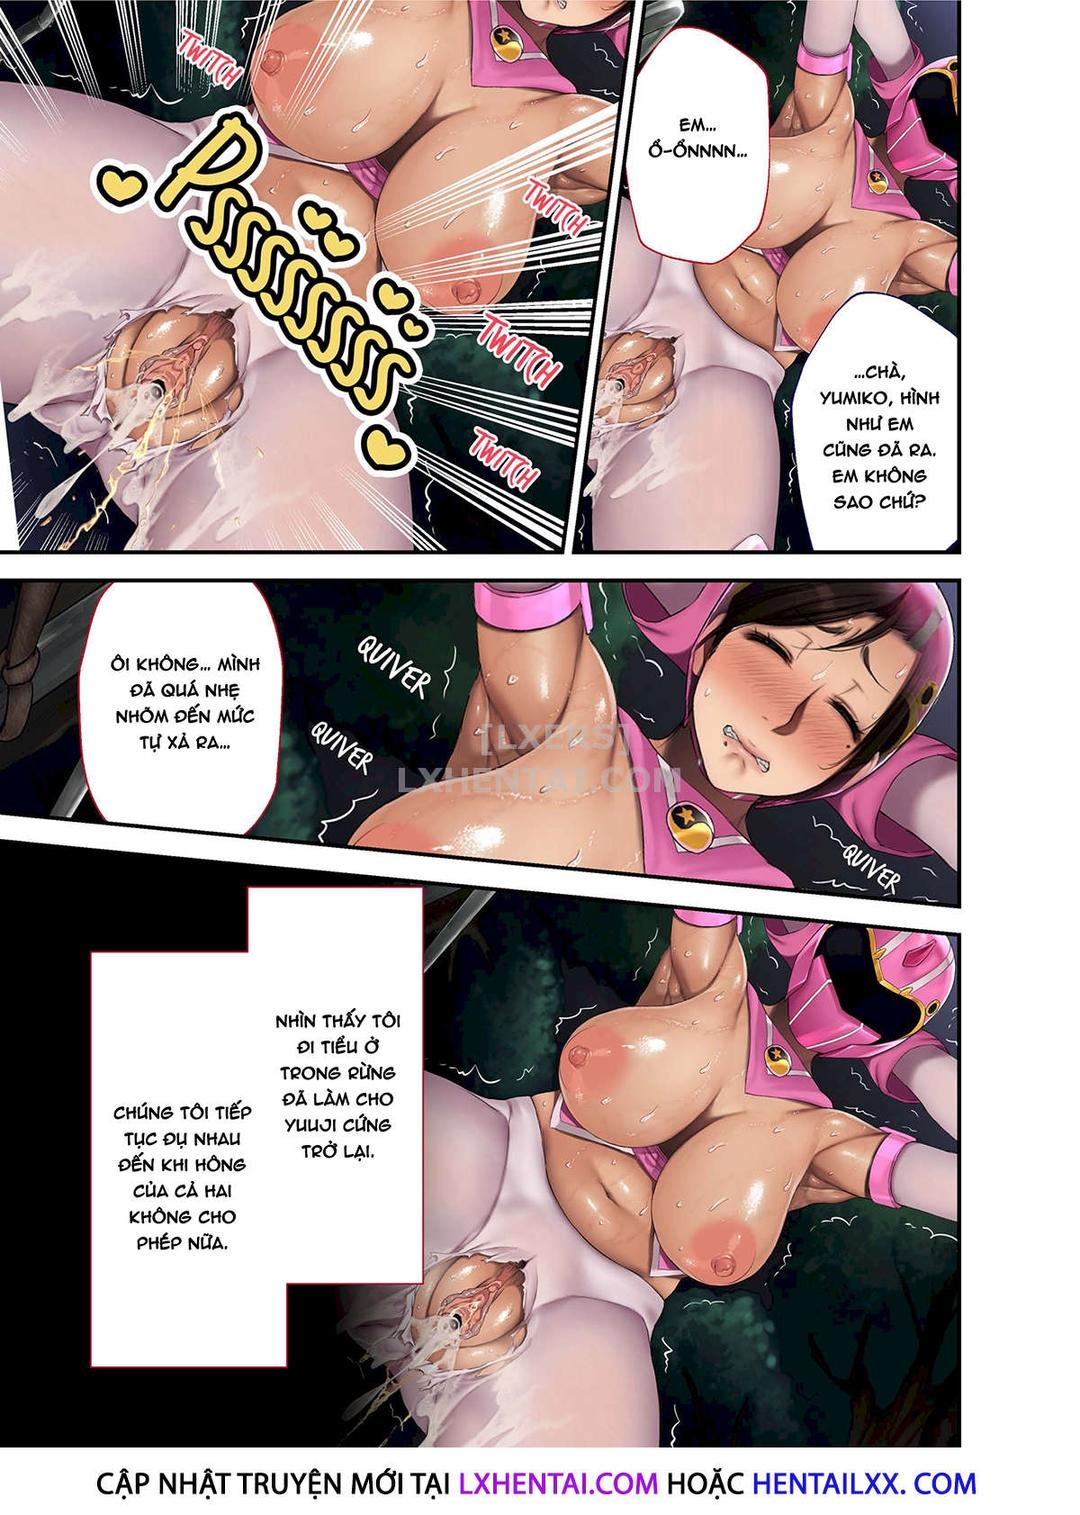 EM...
Ồ-ỔNNNN...
...CHÀ,
YUMIKO, HÌNH
NHƯ EM
CŨNG ĐÃ RA.
EM KHÔNG
SAO CHỨ?
TWITCH
PSSSSSSSS
TWITCH
TWITCH
TWITCH
ÔI KHÔNG... MÌNH
ĐÃ QUÁ NHẸ
NHÕM ĐẾN MỨC
TỰ XẢ RA...
QUIVER
QUIVER
QUIVER
[LXERS]
LXHENTAI.COM
NHÌN THẤY TÔI
ĐI TIỂU Ở
TRONG RỪNG
ĐÃ LÀM CHO
YUUJI CỨNG
TRỞ LẠI.
CHÚNG TÔI TIẾP
TỤC ĐỤ NHAU
ĐẾN KHI HÔNG
CỦA CẢ HAI
KHÔNG CHO
PHÉP NỮA.
CẬP NHẬT TRUYỆN MỚI TẠI LXHENTAI.COM HOẶC HENTAILXX. COM